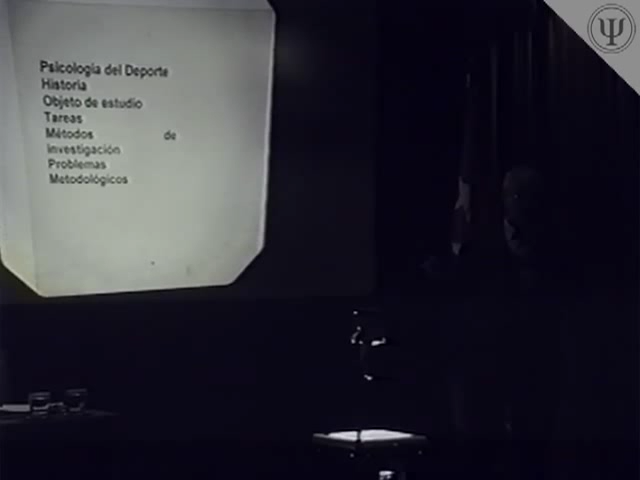 Psicología del Deporte
Historia
Objeto de estudio
Tareas
Métodos de
investigación
Problemas
Metodológicos
Ψ